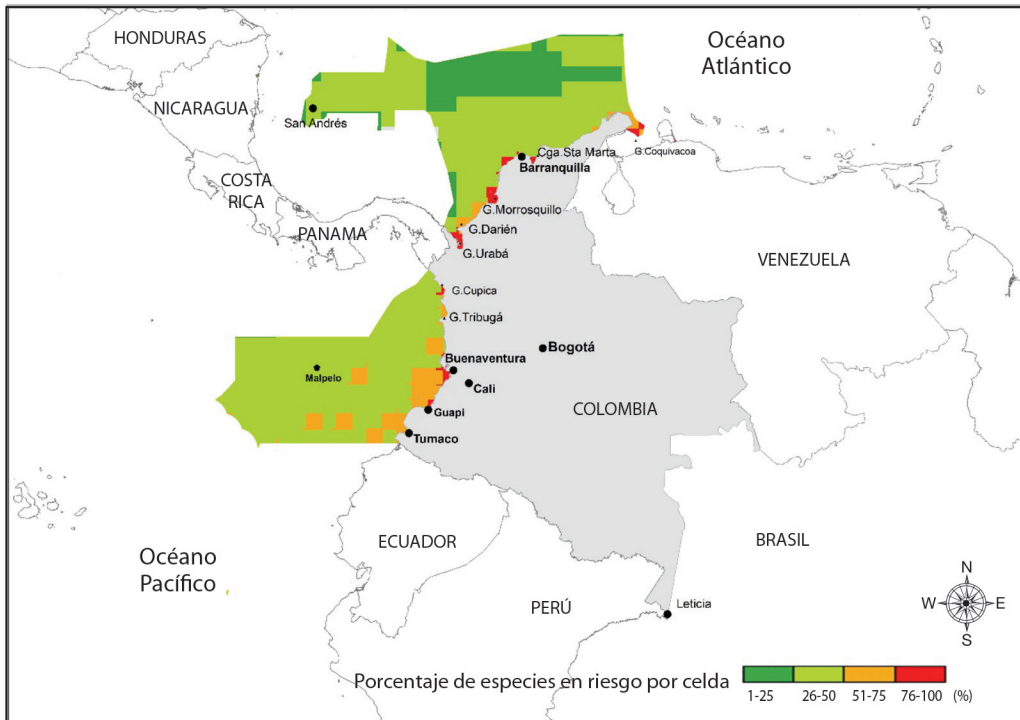 HONDURAS
Océano
Atlántico
NICARAGUA
San Andrés
Cga.Sta Marta
G.Coquivacoa
Barranquilla
COSTA
RICA
G.Morrosquillo
PANAMA
G.Darién
G.Urabá
VENEZUELA
G.Cupica
G.Tribugá
Bogotá
Buenaventura
Malpelo
Cali
Guapi
COLOMBIA
Tumaco
ECUADOR
BRASIL
Océano
Pacífico
PERÚ
Leticia
N
W
E
S
Porcentaje de especies en riesgo por celda
1-25 26-50 51-75 76-100 (%)